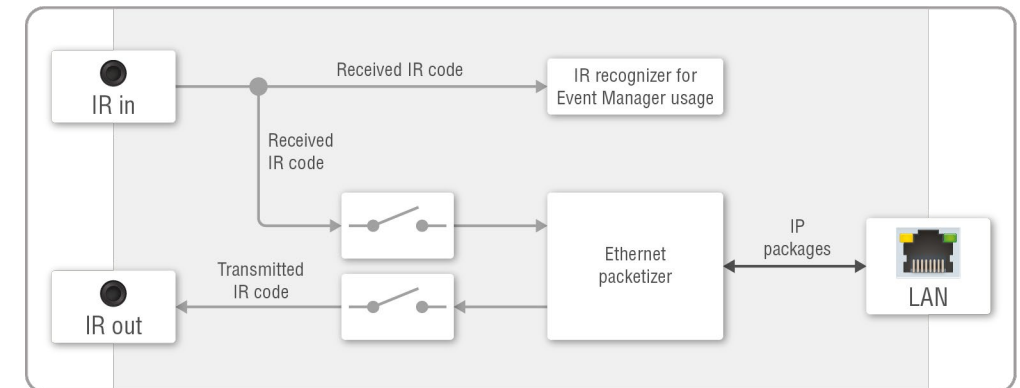 IR in
Received IR code
IR recognizer for
Event Manager usage
Received
IR code
Ethernet
packetizer
IP
packages
LAN
Transmitted
IR code
IR out